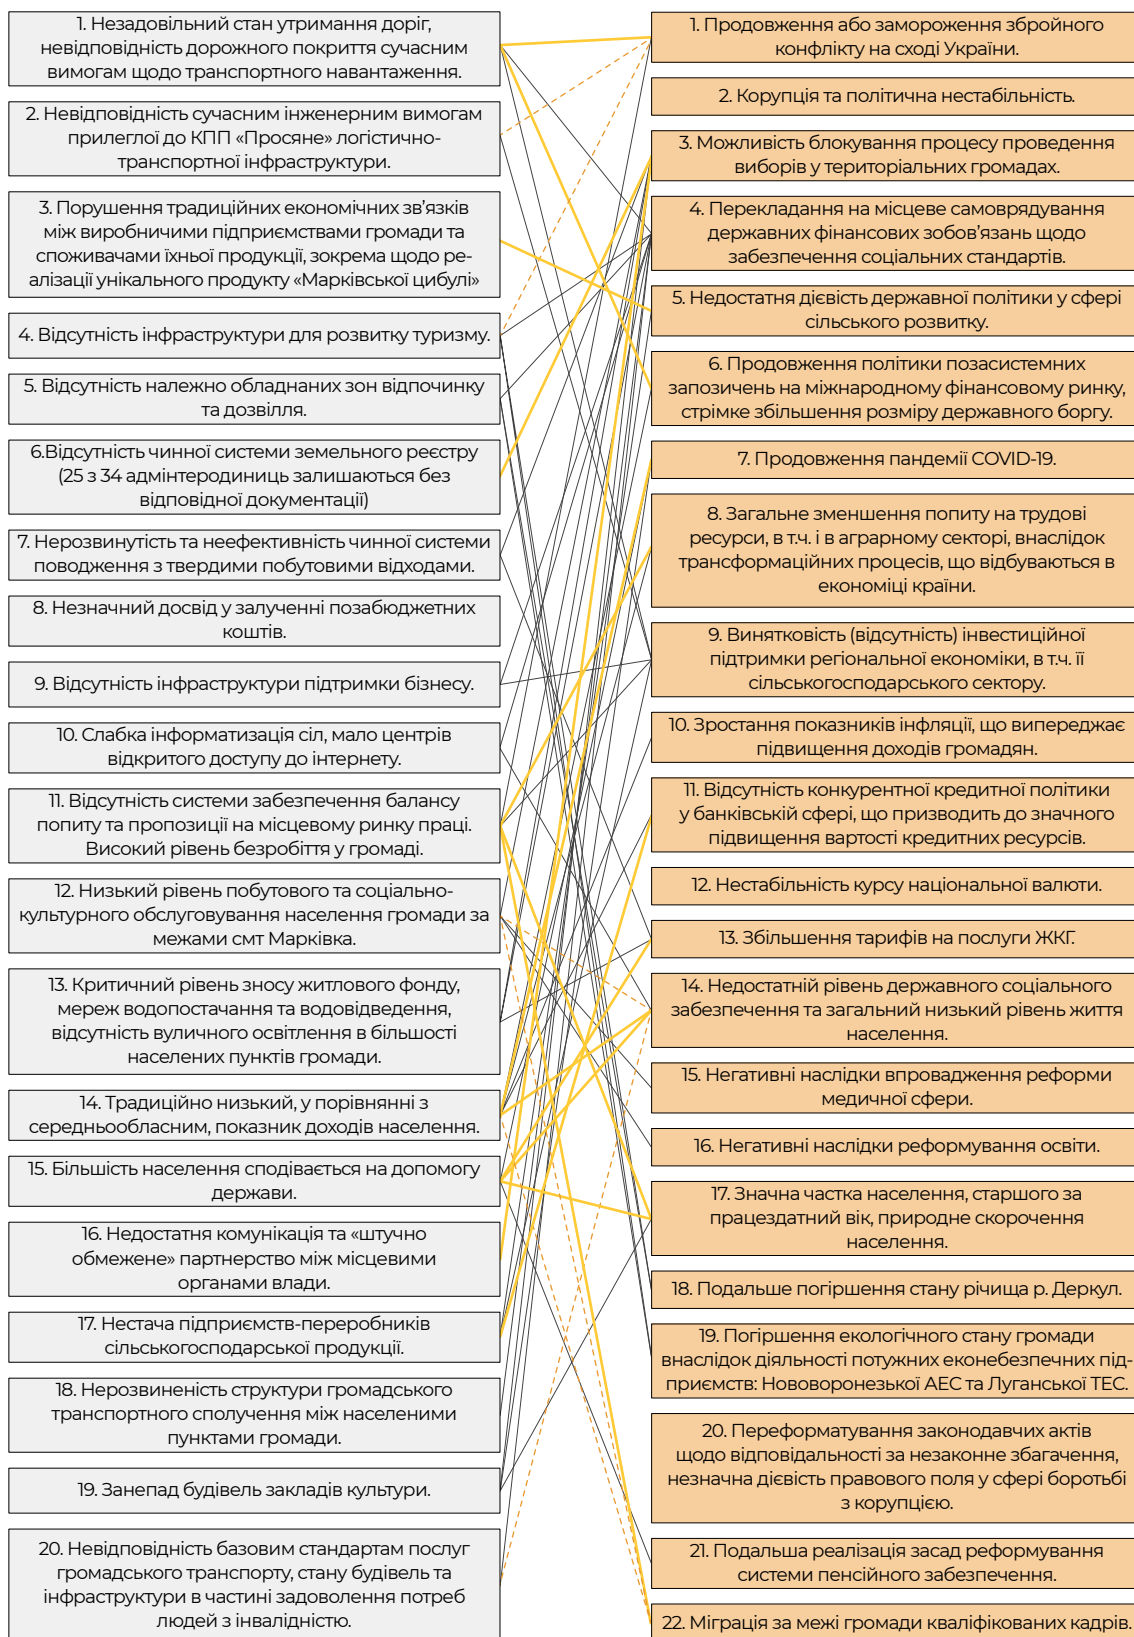 1. Незадовільний стан утримання доріг,
невідповідність дорожного покриття сучасним
вимогам щодо транспортного навантаження.
2. Невідповідність сучасним інженерним вимогам
прилеглої до КПП «Просяне» логістично-
транспортної інфраструктури.
3. Порушення традиційних економічних зв’язків
між виробничими підприємствами громади та
споживачами їхньої продукції, зокрема щодо ре-
алізації унікального продукту «Марківської цибулі»
4. Відсутність інфраструктури для розвитку туризму.
5. Відсутність належно обладнаних зон відпочинку
та дозвілля.
6.Відсутність чинної системи земельного реєстру
(25 з 34 адмінтеродиниць залишаються без
відповідної документації)
7. Нерозвинутість та неефективність чинної системи
поводження з твердими побутовими відходами.
8. Незначний досвід у залученні позабюджетних
коштів.
9. Відсутність інфраструктури підтримки бізнесу.
10. Слабка інформатизація сіл, мало центрів
відкритого доступу до інтернету.
11. Відсутність системи забезпечення балансу
попиту та пропозиції на місцевому ринку праці.
Високий рівень безробіття у громаді.
12. Низький рівень побутового та соціально-
культурного обслуговування населення громади за
межами смт Марківка.
13. Критичний рівень зносу житлового фонду,
мереж водопостачання та водовідведення,
відсутність вуличного освітлення в більшості
населених пунктів громади.
14. Традиційно низький, у порівнянні з
середньообласним, показник доходів населення.
15. Більшість населення сподівається на допомогу
держави.
16. Недостатня комунікація та «штучно
обмежене» партнерство між місцевими
органами влади.
17. Нестача підприємств-переробників
сільськогосподарської продукції.
18. Нерозвиненість структури громадського
транспортного сполучення між населеними
пунктами громади.
19. Занепад будівель закладів культури.
20. Невідповідність базовим стандартам послуг
громадського транспорту, стану будівель та
інфраструктури в частині задоволення потреб
людей з інвалідністю.
1. Продовження або замороження збройного
конфлікту на сході України.
2. Корупція та політична нестабільність.
3. Можливість блокування процесу проведення
виборів у територіальних громадах.
4. Перекладання на місцеве самоврядування
державних фінансових зобов’язань щодо
забезпечення соціальних стандартів.
5. Недостатня дієвість державної політики у сфері
сільського розвитку.
6. Продовження політики позасистемних
запозичень на міжнародному фінансовому ринку,
стрімке збільшення розміру державного боргу.
7. Продовження пандемії COVID-19.
8. Загальне зменшення попиту на трудові
ресурси, в т.ч. і в аграрному секторі, внаслідок
трансформаційних процесів, що відбуваються в
економіці країни.
9. Винятковість (відсутність) інвестиційної
підтримки регіональної економіки, в т.ч. її
сільськогосподарського сектору.
10. Зростання показників інфляції, що випереджає
підвищення доходів громадян.
11. Відсутність конкурентної кредитної політики
у банківській сфері, що призводить до значного
підвищення вартості кредитних ресурсів.
12. Нестабільність курсу національної валюти.
13. Збільшення тарифів на послуги ЖКГ.
14. Недостатній рівень державного соціального
забезпечення та загальний низький рівень життя
населення.
15. Негативні наслідки впровадження реформи
медичної сфери.
16. Негативні наслідки реформування освіти.
17. Значна частка населення, старшого за
працездатний вік, природне скорочення
населення.
18. Подальше погіршення стану річища р. Деркул.
19. Погіршення екологічного стану громади
внаслідок діяльності потужних еконебезпечних під-
приємств: Нововоронезької АЕС та Луганської ТЕС.
20. Переформатування законодавчих актів
щодо відповідальності за незаконне збагачення,
незначна дієвість правового поля у сфері боротьбі
з корупцією.
21. Подальша реалізація засад реформування
системи пенсійного забезпечення.
22. Міграція за межі громади кваліфікованих кадрів.